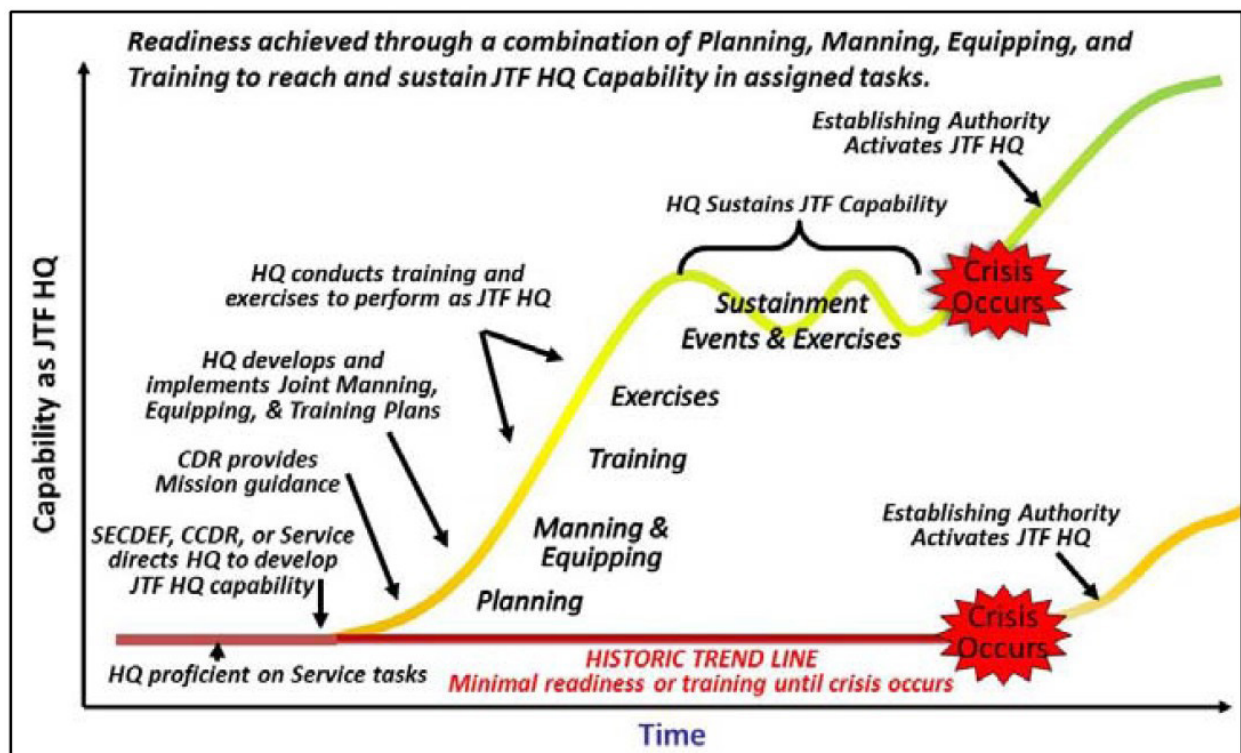 Readiness achieved through a combination of Planning, Manning, Equipping, and
Training to reach and sustain JTF HQ Capability in assigned tasks.
Establishing Authority
Activates JTF HQ
HQ Sustains JTF Capability
HQ conducts training and
exercises to perform as JTF HQ
Crisis
Occurs
Sustainment
Events & Exercises
HQ develops and
implements Joint Manning,
Equipping, & Training Plans
Exercises
Training
CDR provides
Mission guidance
SECDEF, CCDR, or Service
directs HQ to develop
JTF HQ capability
Manning &
Equipping
Planning
Establishing Authority
Activates JTF HQ
Crisis
Occurs
HQ proficient on Service tasks
HISTORIC TREND LINE
Minimal readiness or training until crisis occurs
Capability as JTF HQ
Time